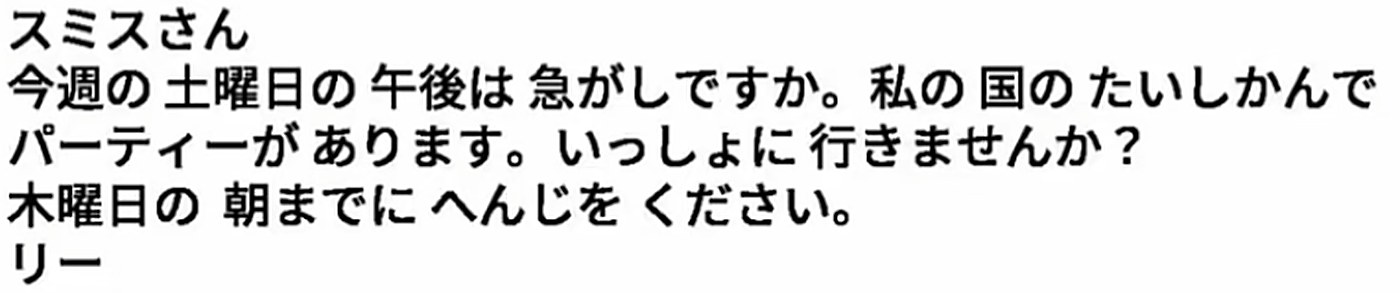 スミスさん
今週の 土曜日の 午後は 急がしですか。私の 国の たいしかんで
パーティーが あります。いっしょに 行きませんか？
木曜日の 朝までに へんじを ください。
リー